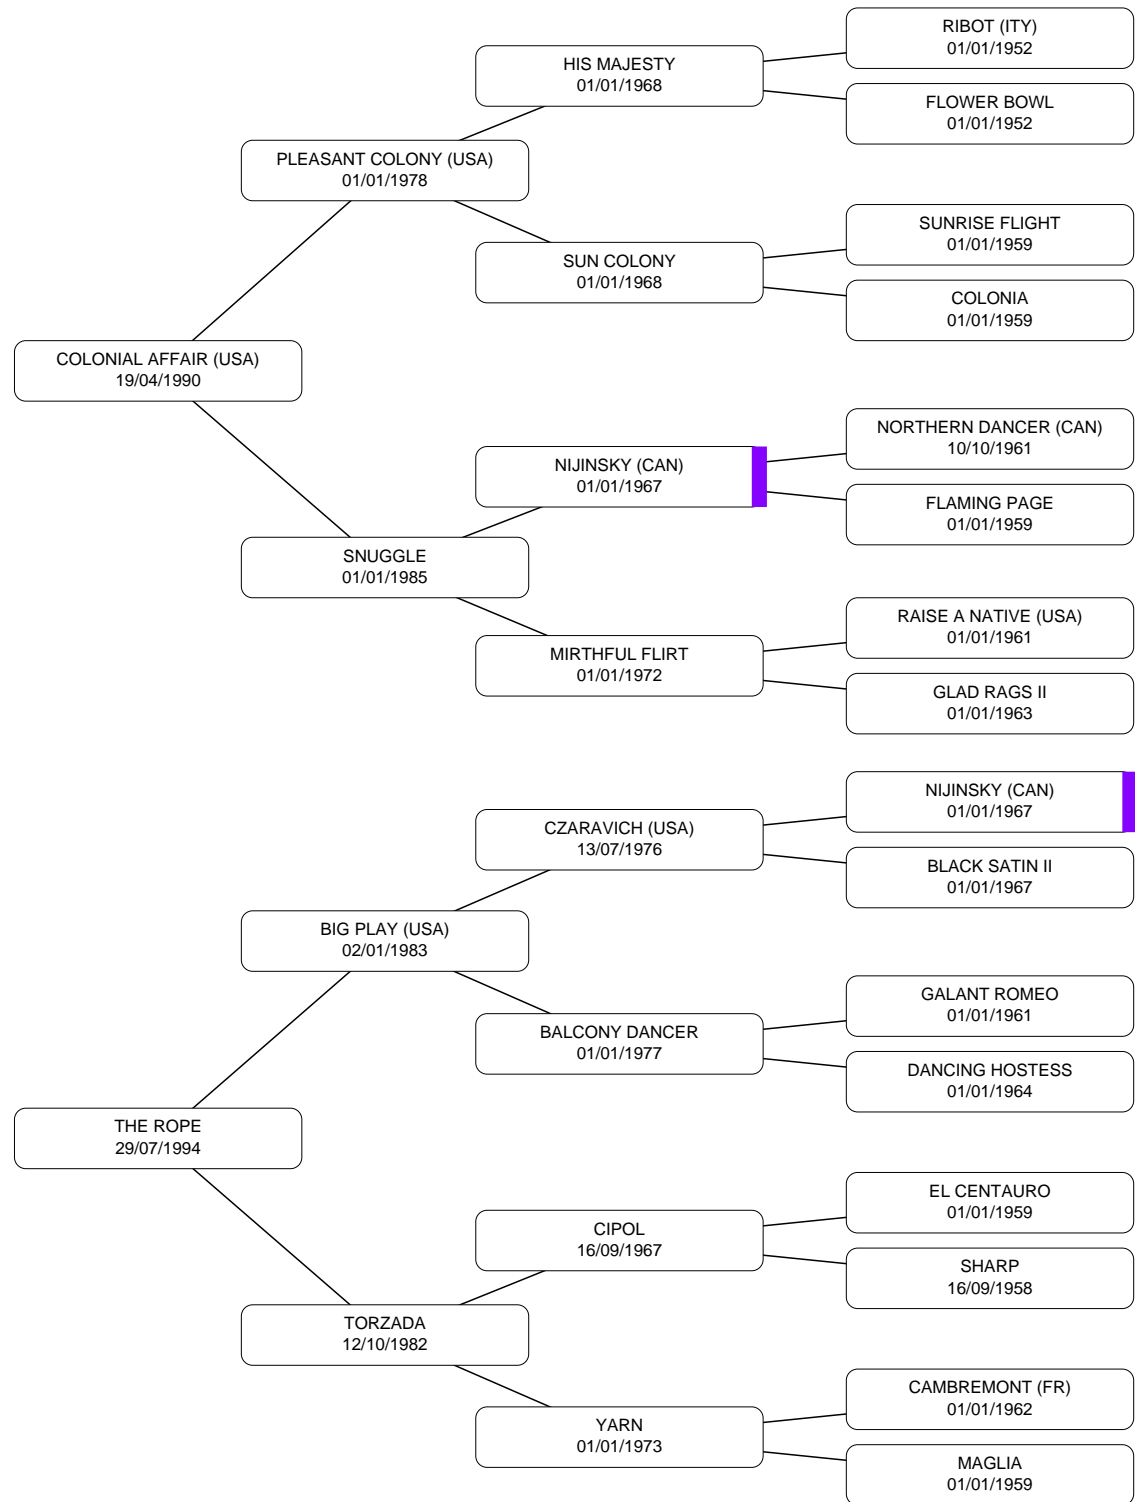 RIBOT (ITY)
01/01/1952
HIS MAJESTY
01/01/1968
FLOWER BOWL
01/01/1952
PLEASANT COLONY (USA)
01/01/1978
SUNRISE FLIGHT
01/01/1959
SUN COLONY
01/01/1968
COLONIA
01/01/1959
COLONIAL AFFAIR (USA)
19/04/1990
NORTHERN DANCER (CAN)
10/10/1961
NIJINSKY (CAN)
01/01/1967
FLAMING PAGE
01/01/1959
SNUGGLE
01/01/1985
RAISE A NATIVE (USA)
01/01/1961
MIRTHFUL FLIRT
01/01/1972
GLAD RAGS II
01/01/1963
NIJINSKY (CAN)
01/01/1967
CZARAVICH (USA)
13/07/1976
BLACK SATIN II
01/01/1967
BIG PLAY (USA)
02/01/1983
GALANT ROMEO
01/01/1961
BALCONY DANCER
01/01/1977
DANCING HOSTESS
01/01/1964
THE ROPE
29/07/1994
EL CENTAURO
01/01/1959
CIPOL
16/09/1967
SHARP
16/09/1958
TORZADA
12/10/1982
CAMBREMONT (FR)
01/01/1962
YARN
01/01/1973
MAGLIA
01/01/1959